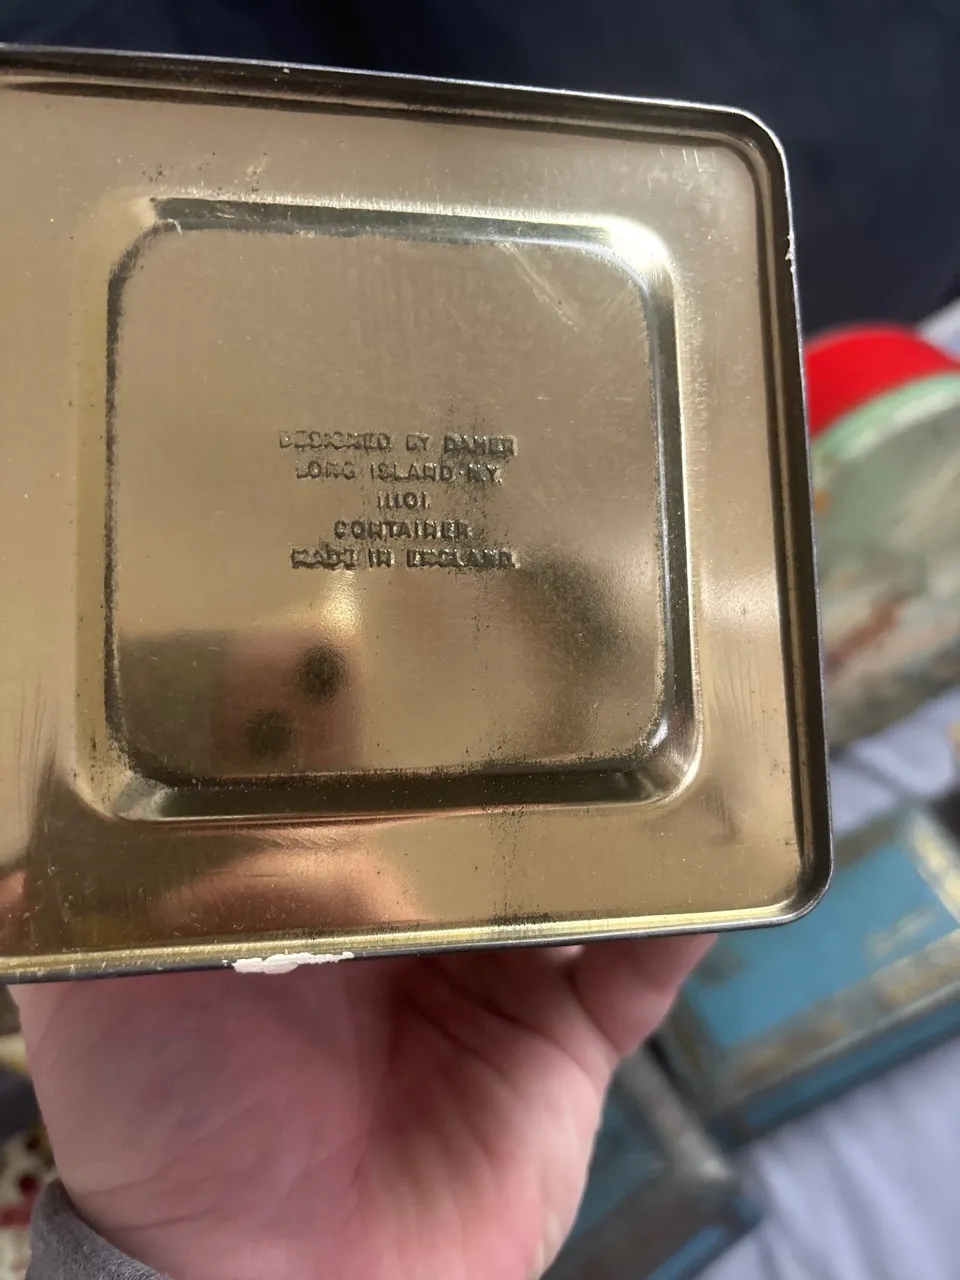 DESIGNED BY DAHER
LONG ISLAND N.Y.
11101
CONTAINER
MADE IN ENGLAND.